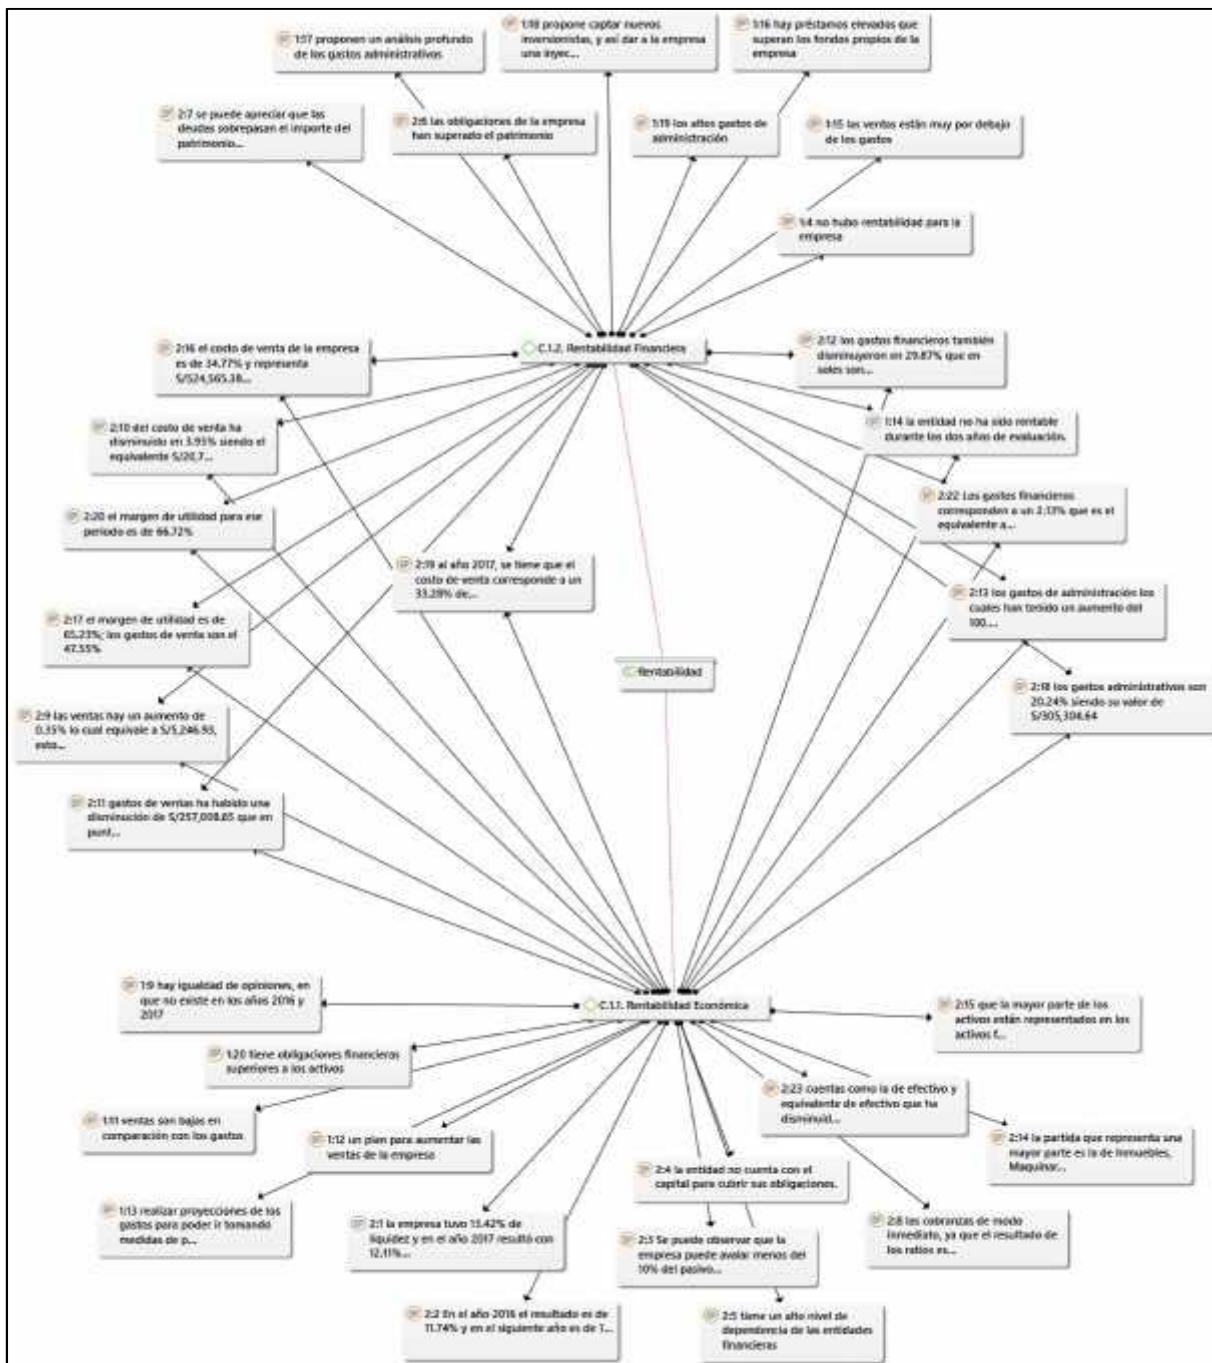 1:17 proponen un análisis profundo
de los gastos administrativos
1:18 propone captar nuevos
inversionistas, y así dar a la empresa
una inyec...
1:16 hay préstamos elevados que
superan los fondos propios de la
empresa
2:7 se puede apreciar que las
deudas sobrepasan el importe del
patrimonio...
2:6 las obligaciones de la empresa
han superado el patrimonio
1:19 los altos gastos de
administración
1:15 las ventas están muy por debajo
de los gastos
1:4 no hubo rentabilidad para la
empresa
2:16 el costo de venta de la empresa
es de 34.77% y representa
S/524,565.38...
C.1.2. Rentabilidad Financiera
2:12 los gastos financieros también
disminuyeron en 29.87% que en
soles son...
2:10 del costo de venta ha
disminuido en 3.95% siendo el
equivalente S/20,7...
1:14 la entidad no ha sido rentable
durante los dos años de evaluación.
2:20 el margen de utilidad para ese
periodo es de 66.72%
2:22 Los gastos financieros
corresponden a un 2.13% que es el
equivalente a...
2:19 al año 2017, se tiene que el
costo de venta corresponde a un
33.28% de...
2:13 los gastos de administración los
cuales han tenido un aumento del
100....
2:17 el margen de utilidad es de
65.23%; los gastos de venta son el
47.55%
Rentabilidad
2:18 los gastos administrativos son
20.24% siendo su valor de
S/305,304.64
2:9 las ventas hay un aumento de
0.35% lo cual equivale a S/5,246.93,
esto...
2:11 gastos de ventas ha habido una
disminución de S/257,008.65 que en
punt...
1:9 hay igualdad de opiniones, en
que no existe en los años 2016 y
2017
C.1.1. Rentabilidad Económica
2:15 que la mayor parte de los
activos están representados en los
activos f...
1:20 tiene obligaciones financieras
superiores a los activos
2:23 cuentas como la de efectivo y
equivalente de efectivo que ha
disminuid...
1:11 ventas son bajas en
comparación con los gastos
1:12 un plan para aumentar las
ventas de la empresa
2:14 la partida que representa una
mayor parte es la de Inmuebles,
Maquinar...
2:4 la entidad no cuenta con el
capital para cubrir sus obligaciones.
1:13 realizar proyecciones de los
gastos para poder ir tomando
medidas de p...
2:1 la empresa tuvo 13.42% de
liquidez y en el año 2017 resultó con
12.11%...
2:3 Se puede observar que la
empresa puede avalar menos del
10% del pasivo...
2:8 las cobranzas de modo
inmediato, ya que el resultado de
los ratios es...
2:2 En el año 2016 el resultado es de
11.74% y en el siguiente año es de 1...
2:5 tiene un alto nivel de
dependencia de las entidades
financieras